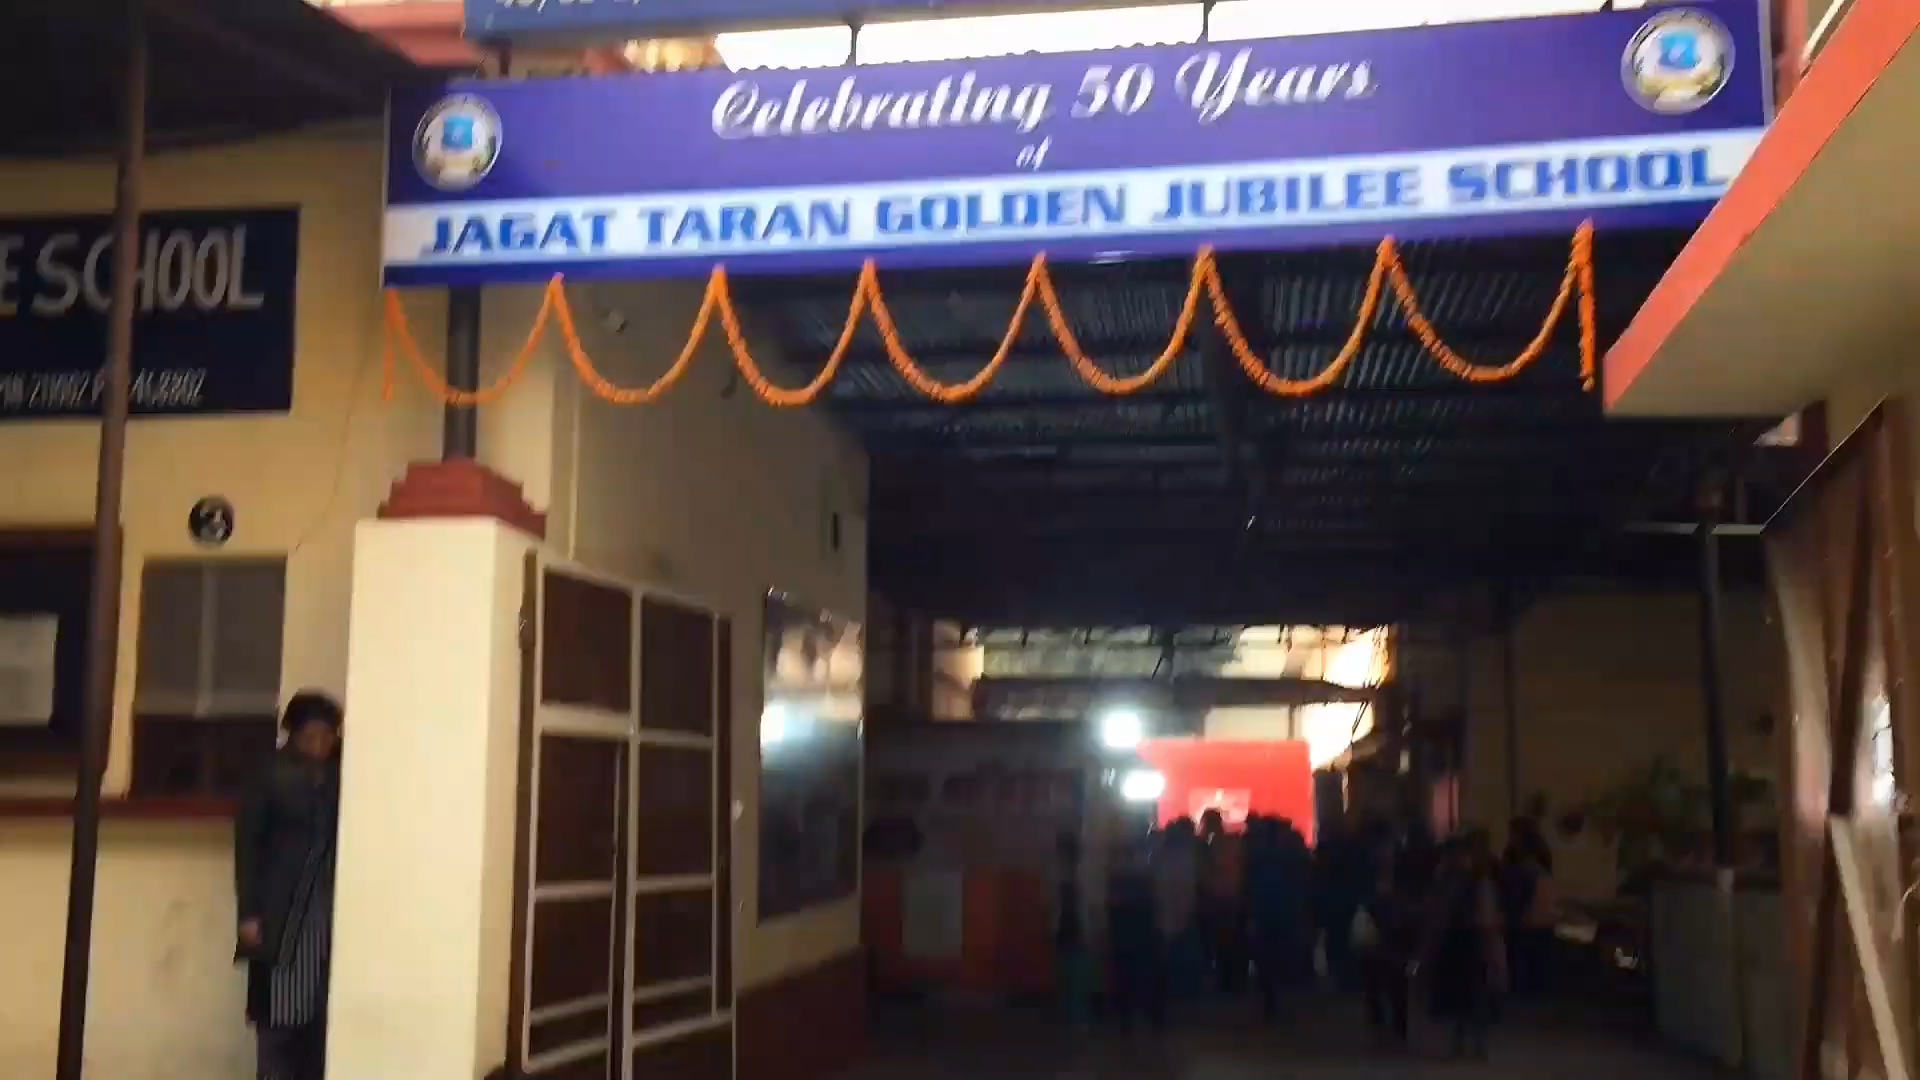 Celebrating 50 Years
of
JAGAT TARAN GOLDEN JUBILEE SCHOOL
E SCHOOL